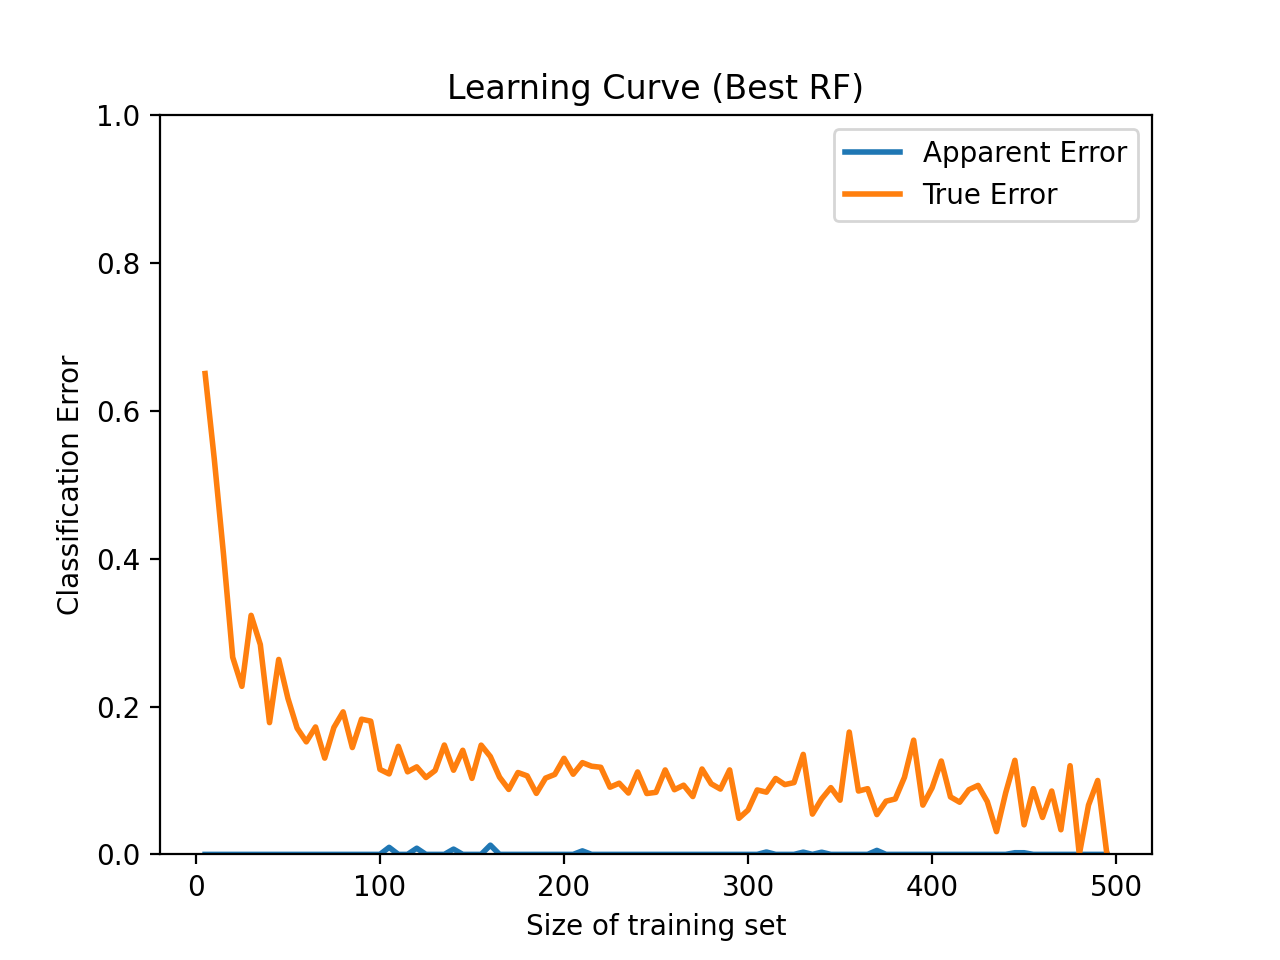 Learning Curve (Best RF)
Apparent Error
True Error
1.0
0.8
0.6
0.4
0.2
0.0
Classification Error
0 100 200 300 400 500
Size of training set